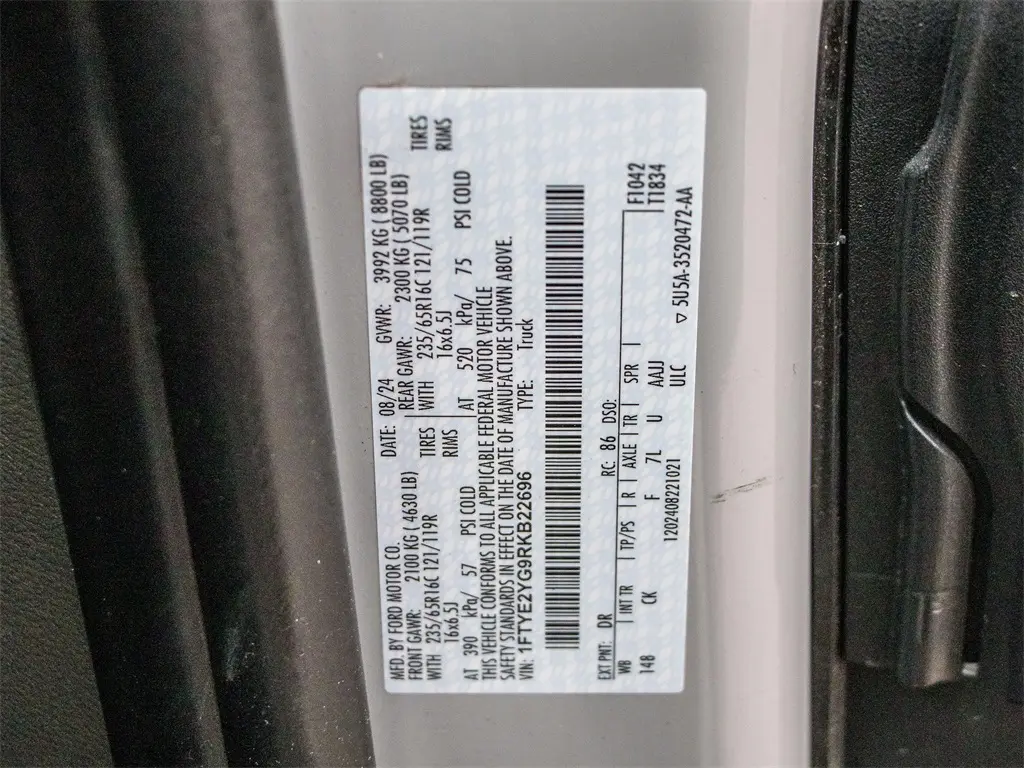 MFD. BY FORD MOTOR CO. DATE: 08/24 GVWR: 3992 KG ( 8800 LB)
FRONT GAWR: 2100 KG ( 4630 LB) REAR GAWR: 2300 KG ( 5070 LB)
WITH 235/65R16C 121/119R TIRES WITH 235/65R16C 121/119R TIRES
16x6.5J RIMS 16x6.5J RIMS
AT 390 kPa/ 57 PSI COLD AT 520 kPa/ 75 PSI COLD
THIS VEHICLE CONFORMS TO ALL APPLICABLE FEDERAL MOTOR VEHICLE
SAFETY STANDARDS IN EFFECT ON THE DATE OF MANUFACTURE SHOWN ABOVE.
VIN: 1FTYE2YG9RKB22696 TYPE: Truck
EXT PNT: DR RC: 86 DSO:
WB INT TR TP/PS R AXLE TR SPR F1042
148 CK F 7L U AAJ T1834
ULC
1202408221021 ▽ 5U5A-3520472-AA